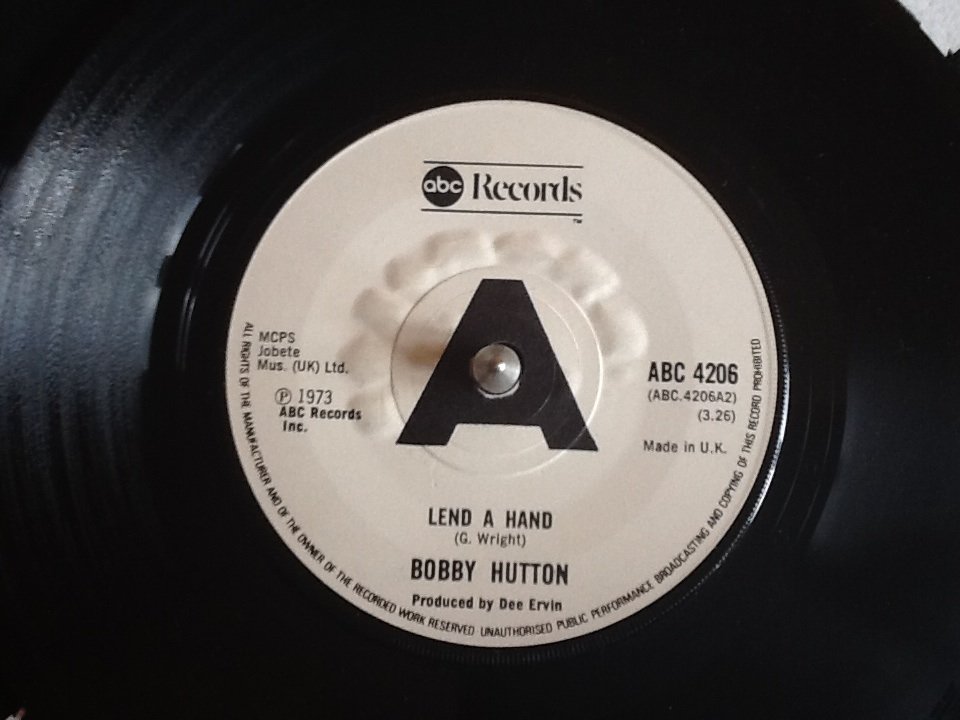 abc Records
™
A
MCPS
Jobete
Mus. (UK) Ltd.
℗ 1973
ABC Records
Inc.
ABC 4206
(ABC.4206A2)
(3.26)
Made in U.K.
LEND A HAND
(G. Wright)
BOBBY HUTTON
Produced by Dee Ervin
ALL RIGHTS OF THE MANUFACTURER AND OF THE OWNER OF THE RECORDED WORK RESERVED UNAUTHORISED PUBLIC PERFORMANCE BROADCASTING AND COPYING OF THIS RECORD PROHIBITED